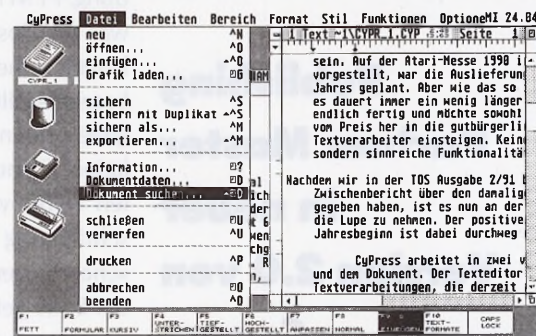 CyPress Datei Bearbeiten Bereich Format Stil Funktionen Optione MI 24.04
neu ^N
öffnen... ^O
einfügen...
Grafik laden... G
sichern ^S
sichern mit Duplikat
sichern als... ^M
exportieren...
Information... ?
Dokumentdaten... D
Dokument suchen...
schließen U
verwerfen ^U
drucken ^P
abbrechen Q
beenden ^Q
CYPR_1
1 Text ~1\CYPR_1.CYP Seite 1
sein. Auf der Atari-Messe 1990 i
vorgestellt, war die Auslieferun
Jahres geplant. Aber wie das so
es dauert immer ein wenig länger
endlich fertig und möchte sowohl
vom Preis her in die gutbürgerli
Textverarbeitung einsteigen. Kein
sondern sinnreiche Funktionalitä
Nachdem wir in der TOS Ausgabe 2/91 b
Zwischenbericht über den damalig
gegeben haben, ist es nun an der
die Lupe zu nehmen. Der positive
Jahresbeginn ist dabei durchweg
CyPress arbeitet in zwei v
und dem Dokument. Der Texteditor
Textverarbeitungen, die derzeit
F1 FETT
F2 FORMULAR
F3 KURSIV
F4 UNTER-STRICHEN
F5 TIEF-GESTELLT
F6 HOCH-GESTELLT
F7 ANPASSEN
F8 NORMAL
F10 TEXT-FORMATE
CAPS LOCK